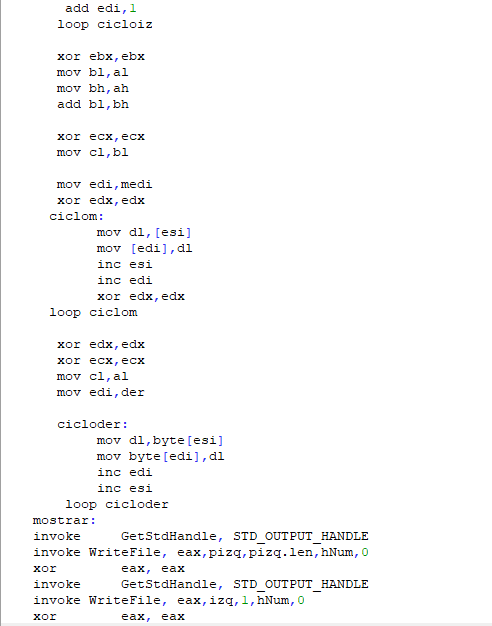 add edi,1
loop cicloiz
xor ebx,ebx
mov bl,al
mov bh,ah
add bl,bh
xor ecx,ecx
mov cl,bl
mov edi,medi
xor edx,edx
ciclom:
mov dl,[esi]
mov [edi],dl
inc esi
inc edi
xor edx,edx
loop ciclom
xor edx,edx
xor ecx,ecx
mov cl,al
mov edi,der
cicloder:
mov dl,byte[esi]
mov byte[edi],dl
inc edi
inc esi
loop cicloder
mostrar:
invoke GetStdHandle, STD_OUTPUT_HANDLE
invoke WriteFile, eax,pizq,pizq.len,hNum,0
xor eax, eax
invoke GetStdHandle, STD_OUTPUT_HANDLE
invoke WriteFile, eax,izq,1,hNum,0
xor eax, eax